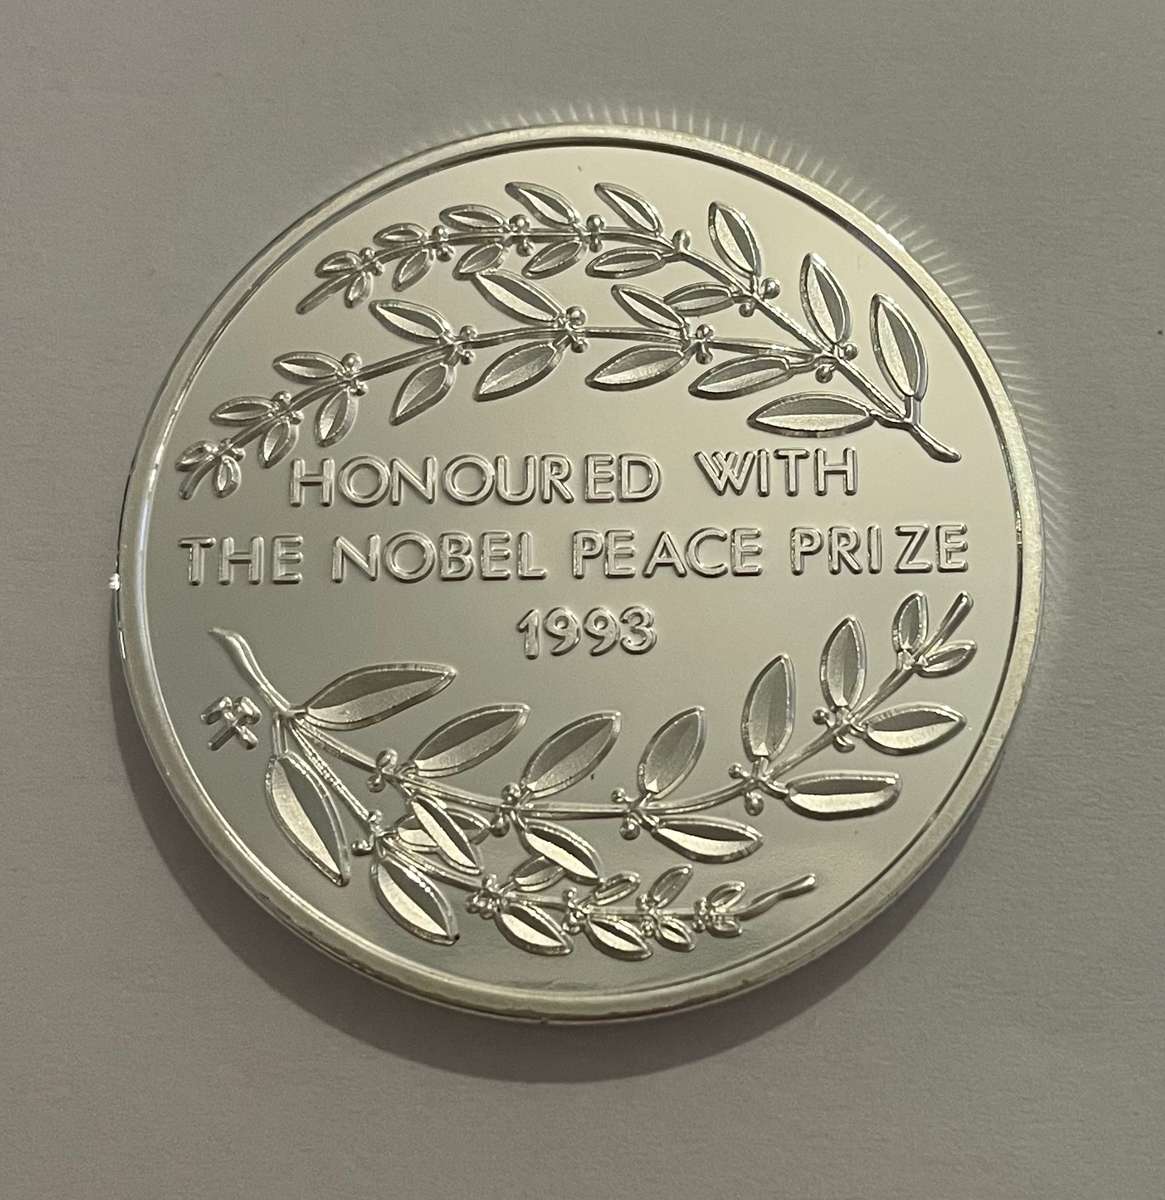 HONOURED WITH
THE NOBEL PEACE PRIZE
1993